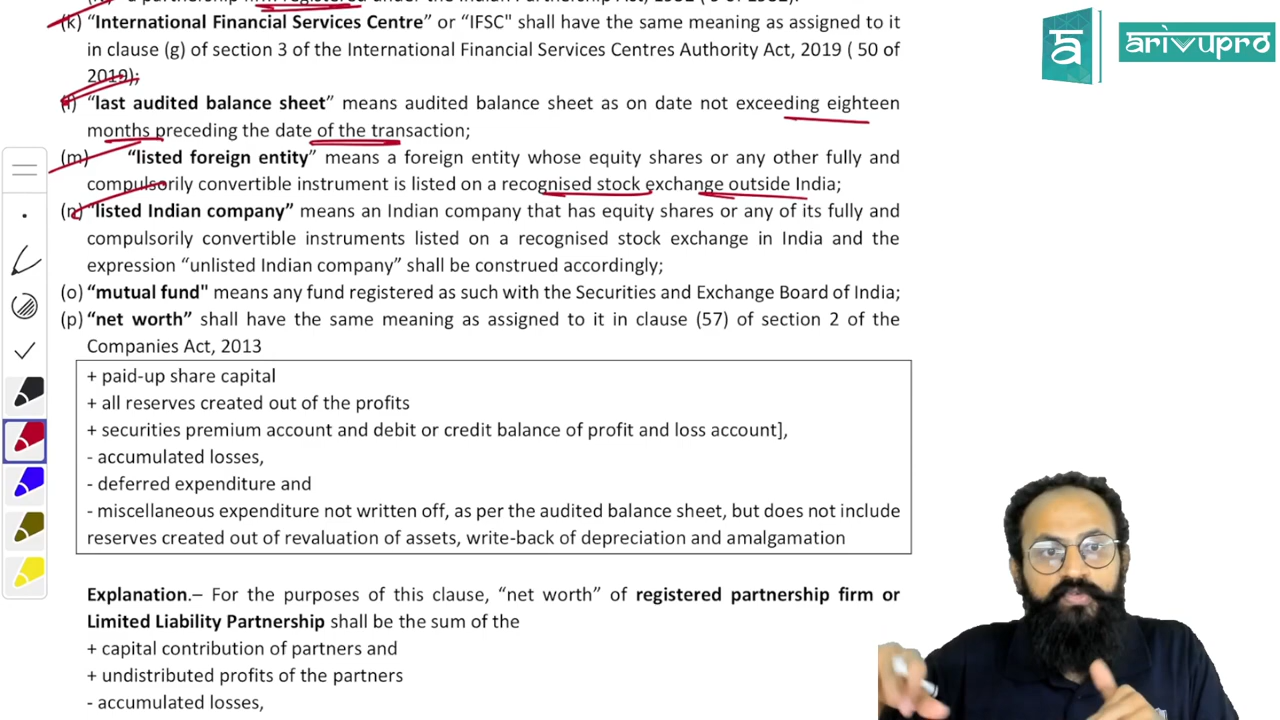 a partnership firm registered under the Indian Partnership Act, 1932 ( 9 of 1932).
(k) “International Financial Services Centre” or “IFSC" shall have the same meaning as assigned to it
in clause (g) of section 3 of the International Financial Services Centres Authority Act, 2019 ( 50 of
2019);
(l) “last audited balance sheet” means audited balance sheet as on date not exceeding eighteen
months preceding the date of the transaction;
(m) “listed foreign entity” means a foreign entity whose equity shares or any other fully and
compulsorily convertible instrument is listed on a recognised stock exchange outside India;
(n) “listed Indian company” means an Indian company that has equity shares or any of its fully and
compulsorily convertible instruments listed on a recognised stock exchange in India and the
expression “unlisted Indian company” shall be construed accordingly;
(o) “mutual fund" means any fund registered as such with the Securities and Exchange Board of India;
(p) “net worth” shall have the same meaning as assigned to it in clause (57) of section 2 of the
Companies Act, 2013
+ paid-up share capital
+ all reserves created out of the profits
+ securities premium account and debit or credit balance of profit and loss account],
- accumulated losses,
- deferred expenditure and
- miscellaneous expenditure not written off, as per the audited balance sheet, but does not include
reserves created out of revaluation of assets, write-back of depreciation and amalgamation
Explanation.– For the purposes of this clause, “net worth” of registered partnership firm or
Limited Liability Partnership shall be the sum of the
+ capital contribution of partners and
+ undistributed profits of the partners
- accumulated losses,
arivupro